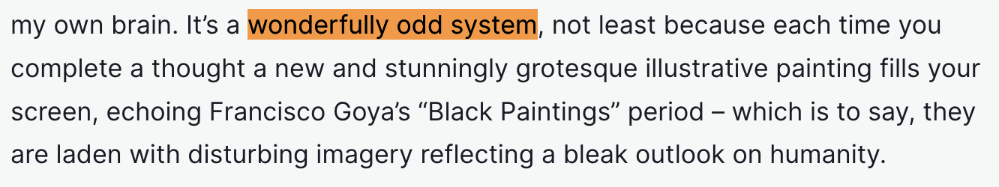 my own brain. It’s a wonderfully odd system, not least because each time you
complete a thought a new and stunningly grotesque illustrative painting fills your
screen, echoing Francisco Goya’s “Black Paintings” period – which is to say, they
are laden with disturbing imagery reflecting a bleak outlook on humanity.